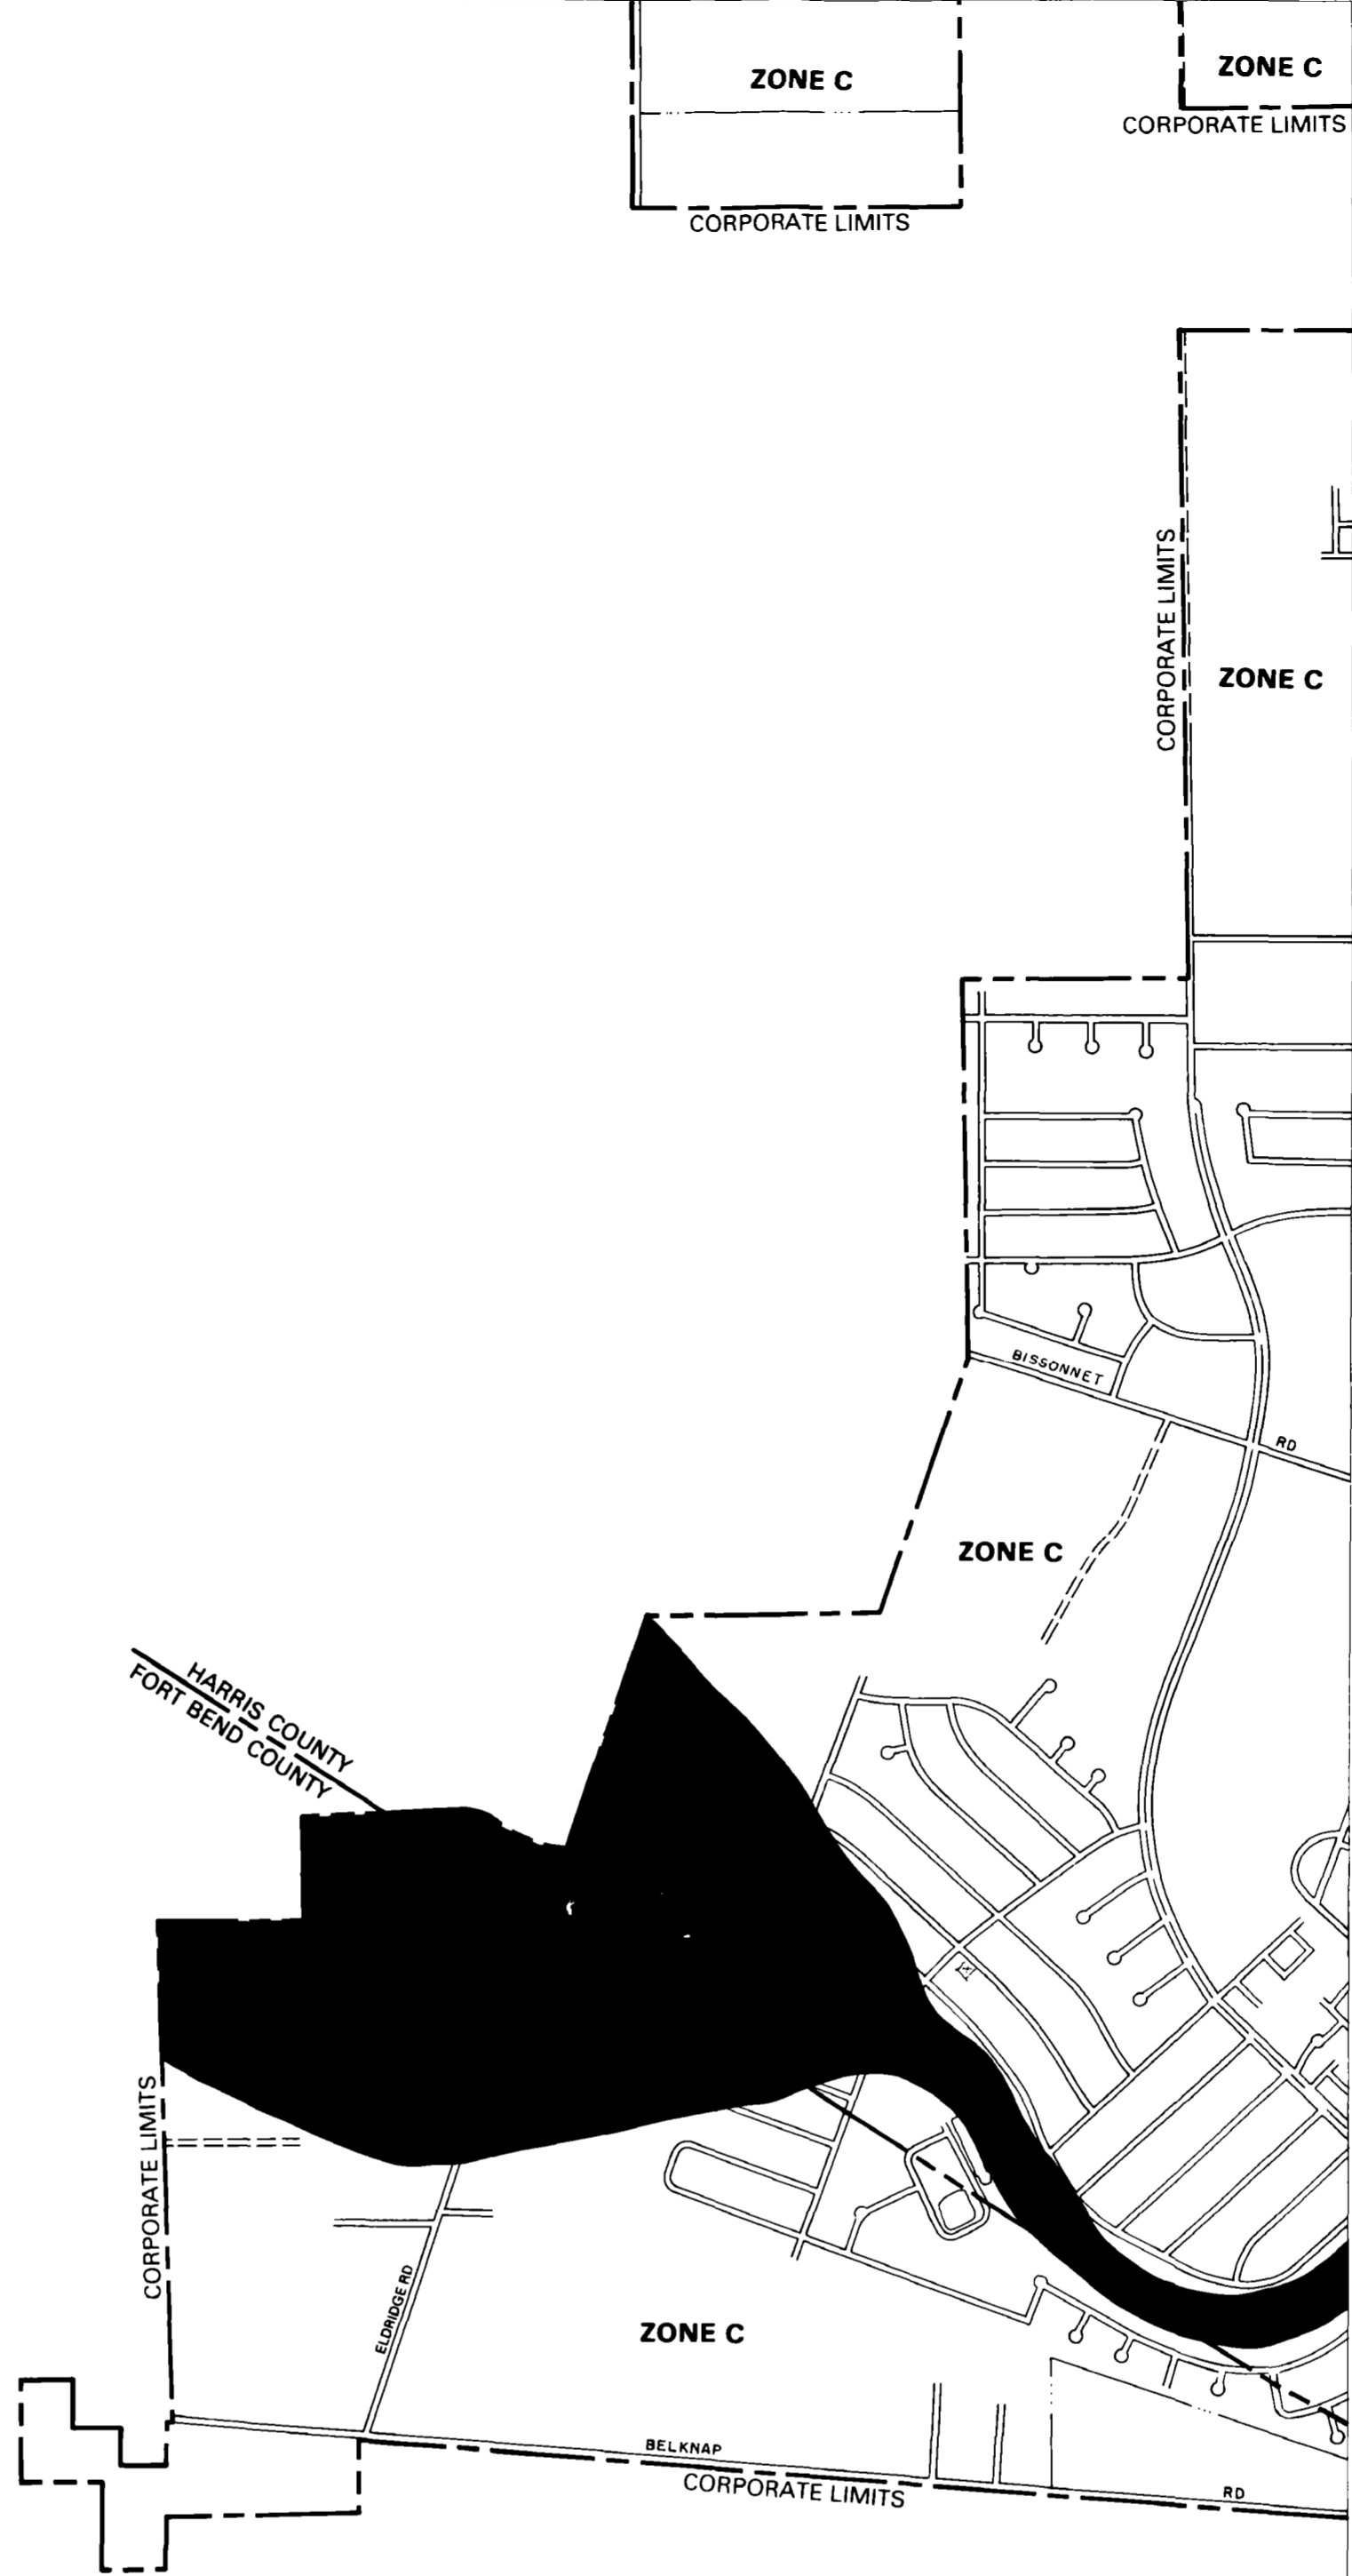 ZONE C
ZONE C
CORPORATE LIMITS
CORPORATE LIMITS
CORPORATE LIMITS
ZONE C
BISSONNET
RD
ZONE C
HARRIS COUNTY
FORT BEND COUNTY
CORPORATE LIMITS
ELDRIDGE RD
ZONE C
BELKNAP
CORPORATE LIMITS
RD